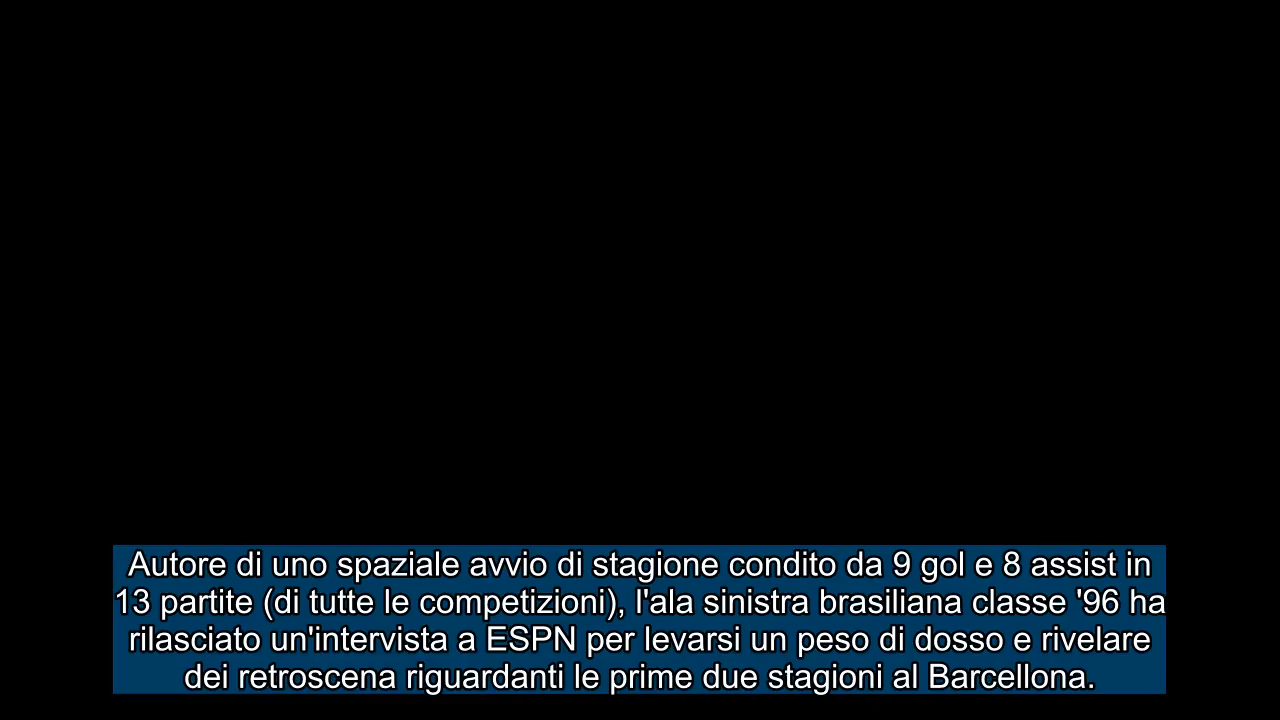 Autore di uno spaziale avvio di stagione condito da 9 gol e 8 assist in
13 partite (di tutte le competizioni), l'ala sinistra brasiliana classe '96 ha
rilasciato un'intervista a ESPN per levarsi un peso di dosso e rivelare
dei retroscena riguardanti le prime due stagioni al Barcellona.